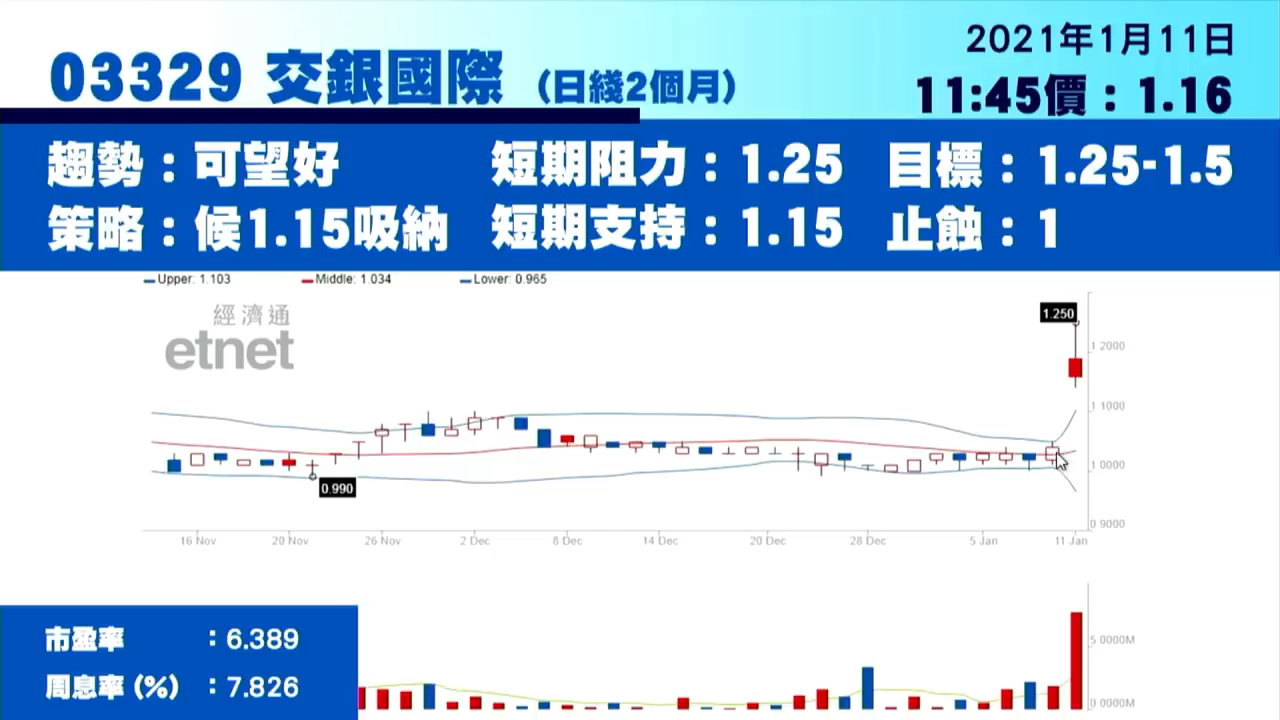 03329 交銀國際 (日綫2個月)
2021年1月11日
11:45價：1.16
趨勢：可望好 短期阻力：1.25 目標：1.25-1.5
策略：候1.15吸納 短期支持：1.15 止蝕：1
Upper: 1.103 Middle: 1.034 Lower: 0.965
經濟通
etnet
1.250
1.2000
1.1000
1.0000
0.990
0.9000
16 Nov 20 Nov 26 Nov 2 Dec 8 Dec 14 Dec 20 Dec 28 Dec 5 Jan 11 Jan
市盈率 ：6.389
周息率 (%) ：7.826
5.0000M
0.0000M